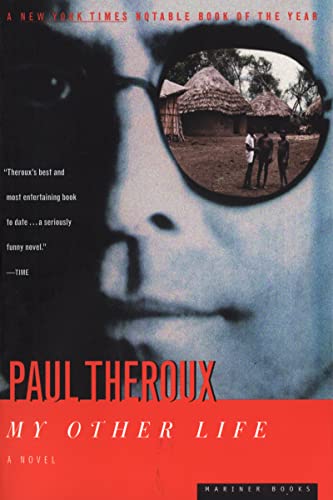 A NEW YORK TIMES NOTABLE BOOK OF THE YEAR
"Theroux's best and
most entertaining book
to date . . . a seriously
funny novel."
—TIME
PAUL THEROUX
MY OTHER LIFE
A NOVEL
MARINER BOOKS